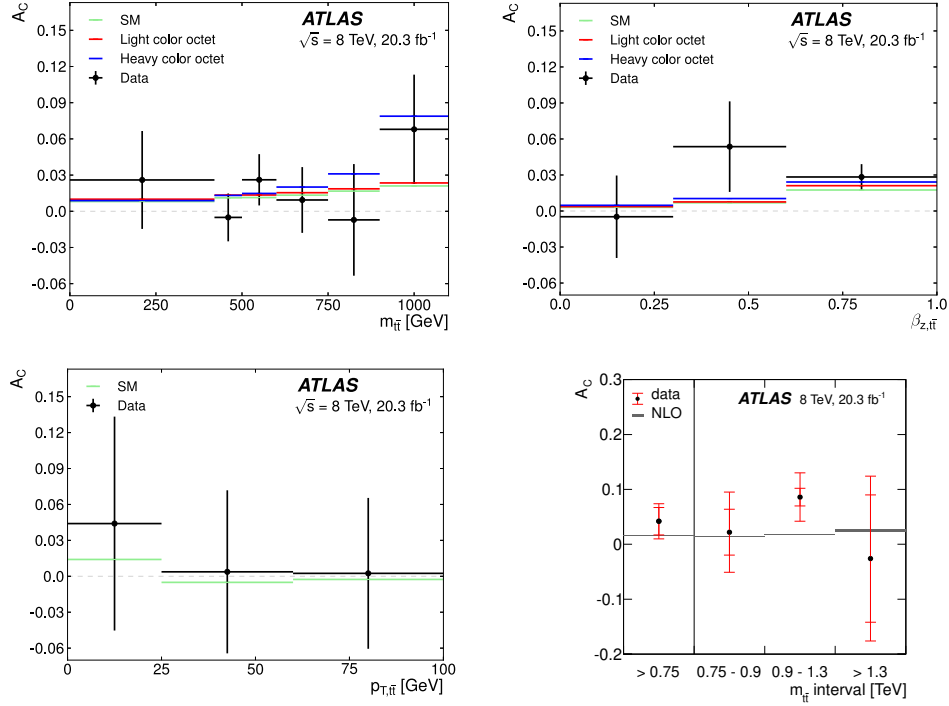 A_C
ATLAS
√s = 8 TeV, 20.3 fb⁻¹
SM
Light color octet
Heavy color octet
Data
0.15
0.12
0.09
0.06
0.03
0.0
-0.03
-0.06
0 250 500 750 1000
m_tt̄ [GeV]
A_C
ATLAS
√s = 8 TeV, 20.3 fb⁻¹
SM
Light color octet
Heavy color octet
Data
0.15
0.12
0.09
0.06
0.03
0.0
-0.03
-0.06
0.0 0.25 0.50 0.75 1.0
β_z,tt̄
A_C
ATLAS
√s = 8 TeV, 20.3 fb⁻¹
SM
Data
0.15
0.12
0.09
0.06
0.03
0.0
-0.03
-0.06
0 25 50 75 100
p_T,tt̄ [GeV]
A_C
0.3
data
NLO
ATLAS 8 TeV, 20.3 fb⁻¹
0.2
0.1
0
-0.1
-0.2
> 0.75 0.75 - 0.9 0.9 - 1.3 > 1.3
m_tt̄ interval [TeV]